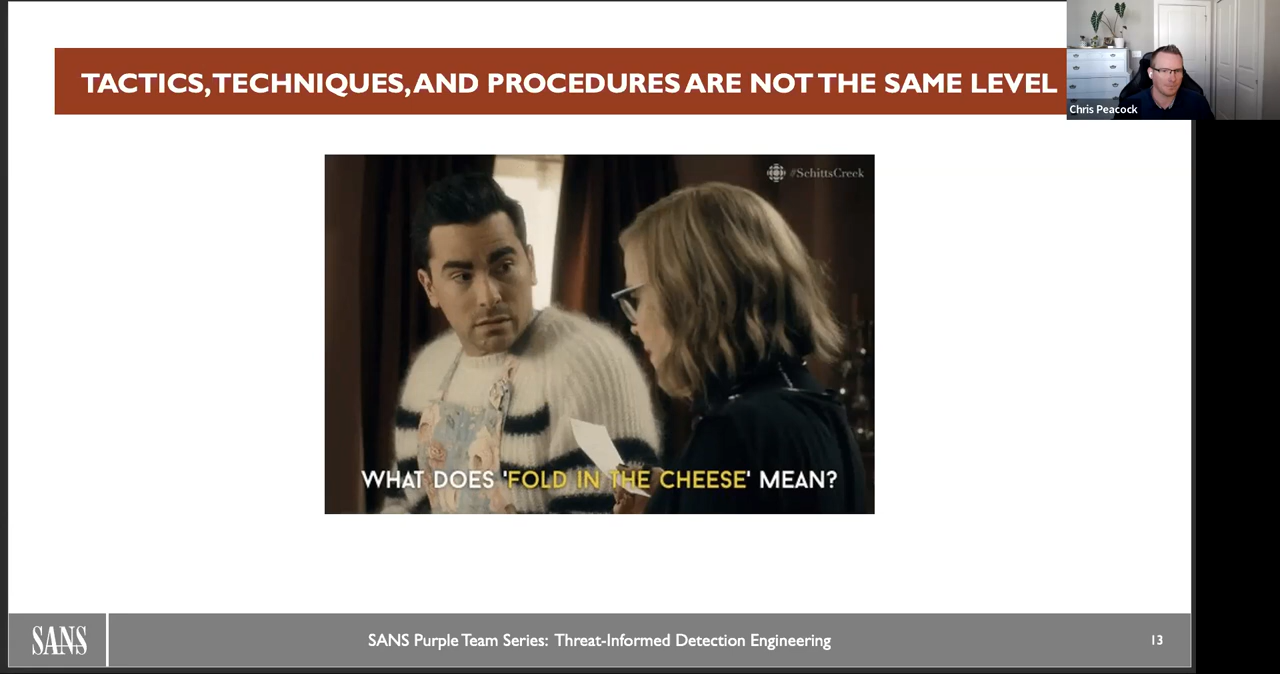 TACTICS, TECHNIQUES, AND PROCEDURES ARE NOT THE SAME LEVEL
Chris Peacock
#SchittsCreek
WHAT DOES 'FOLD IN THE CHEESE' MEAN?
SANS
SANS Purple Team Series: Threat-Informed Detection Engineering
13